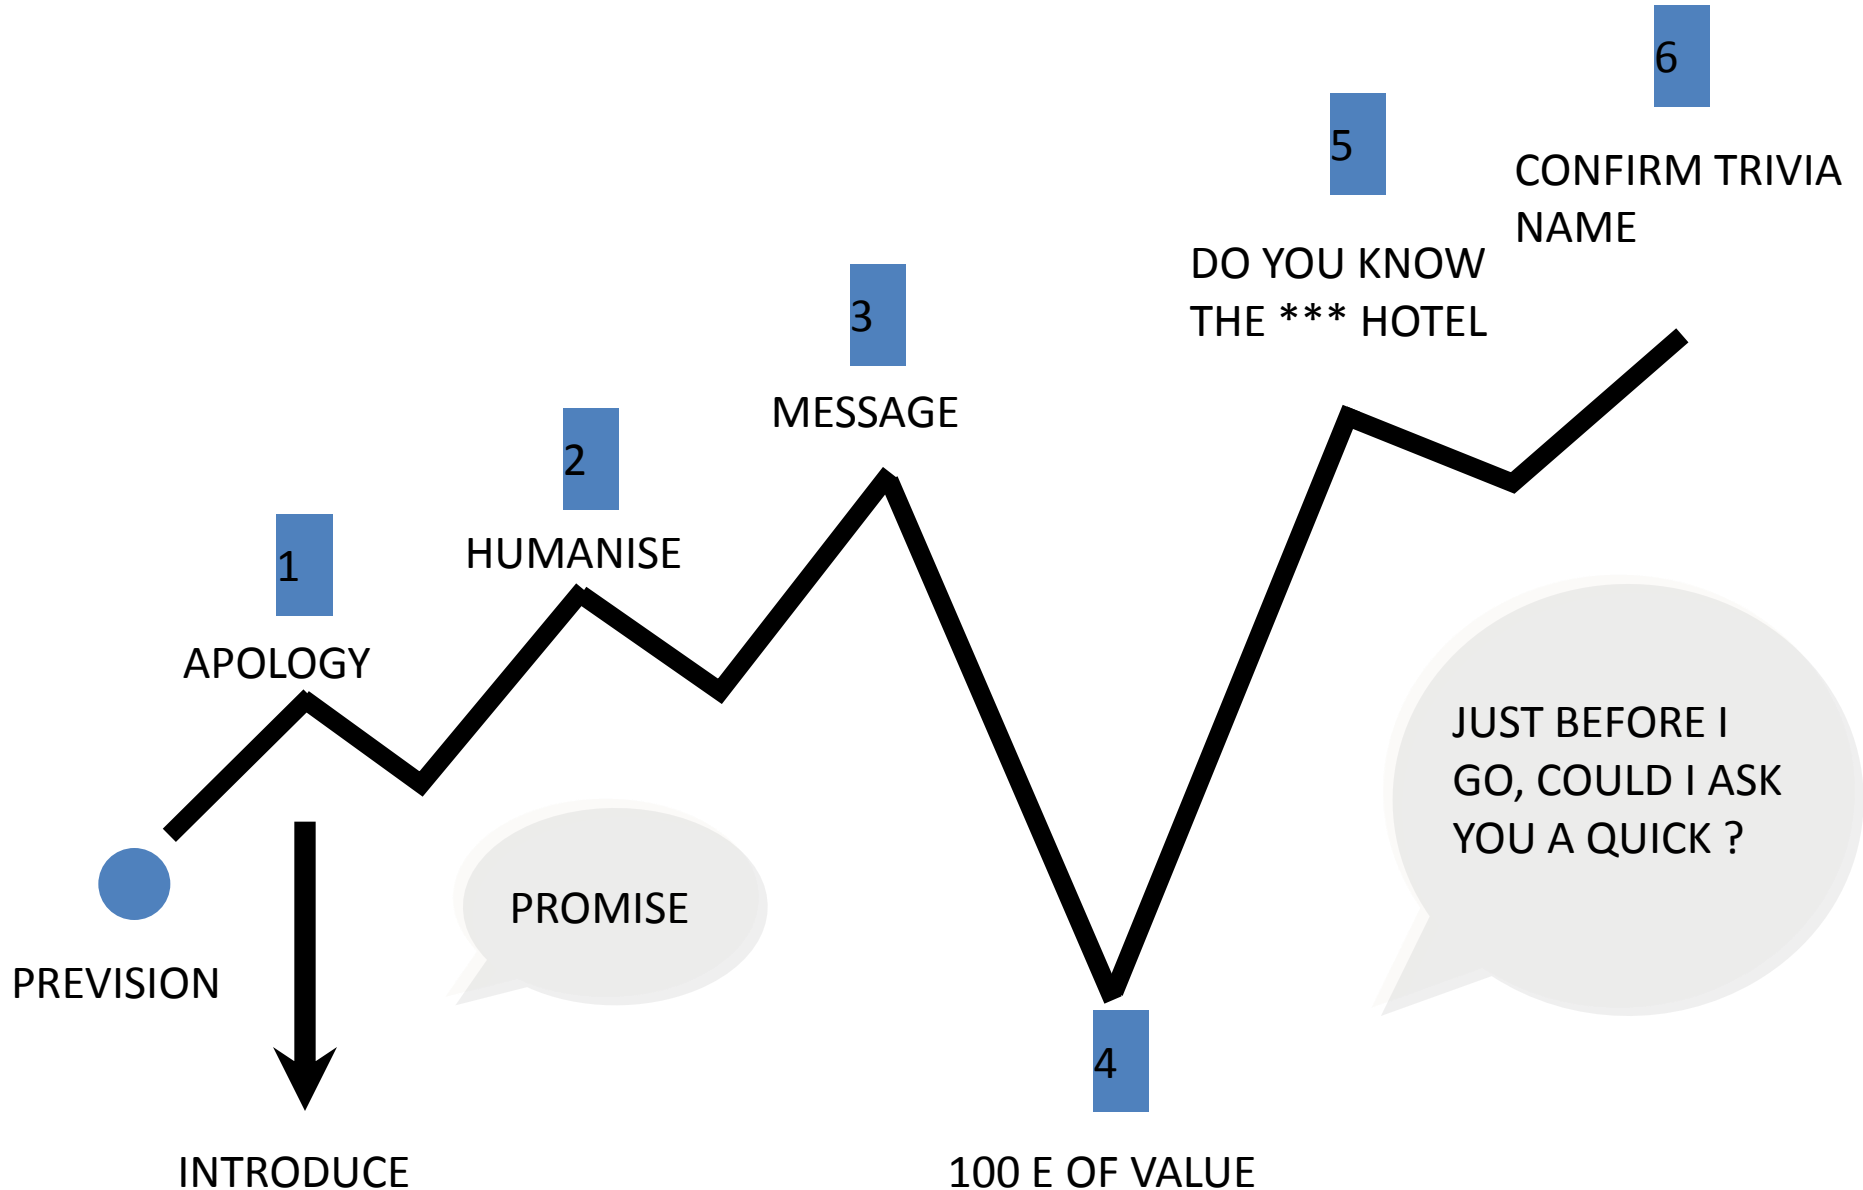 6
CONFIRM TRIVIA
NAME
5
DO YOU KNOW
THE *** HOTEL
3
MESSAGE
2
HUMANISE
1
APOLOGY
JUST BEFORE I
GO, COULD I ASK
YOU A QUICK ?
PROMISE
PREVISION
4
INTRODUCE
100 E OF VALUE